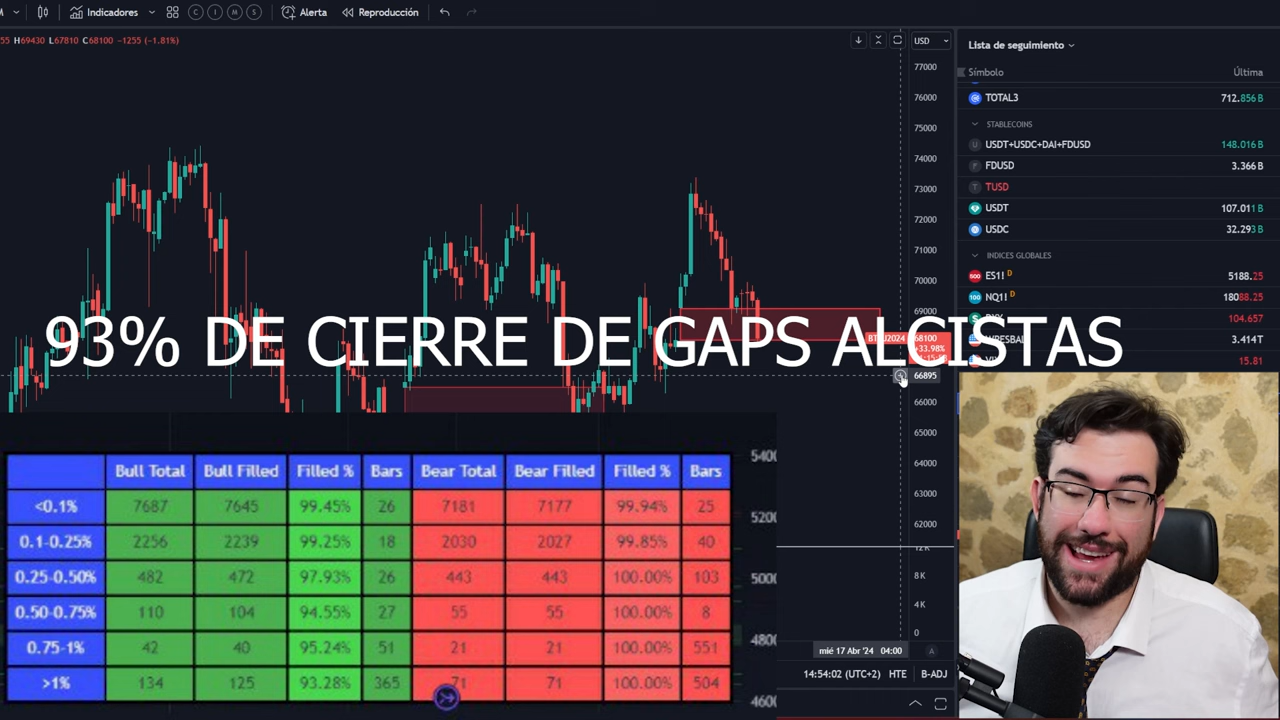 Indicadores
C I M S
Alerta
Reproducción
55 H69430 L67810 C68100 −1255 (−1.81%)
USD
77000
76000
75000
74000
73000
72000
71000
70000
69000
68100
+33.98%
66895
66000
65000
64000
63000
62000
12 K
8 K
4 K
0
Lista de seguimiento
Símbolo Última
TOTAL3 712.856 B
STABLECOINS
USDT+USDC+DAI+FDUSD 148.016 B
FDUSD 3.366 B
TUSD
USDT 107.011 B
USDC 32.293 B
INDICES GLOBALES
ES1! D 5188.25
NQ1! D 18088.25
104.657
3.414T
15.81
93% DE CIERRE DE GAPS ALCISTAS
Bull Total Bull Filled Filled % Bars Bear Total Bear Filled Filled % Bars
<0.1% 7687 7645 99.45% 26 7181 7177 99.94% 25
0.1-0.25% 2256 2239 99.25% 18 2030 2027 99.85% 40
0.25-0.50% 482 472 97.93% 26 443 443 100.00% 103
0.50-0.75% 110 104 94.55% 27 55 55 100.00% 8
0.75-1% 42 40 95.24% 51 21 21 100.00% 551
>1% 134 125 93.28% 365 71 71 100.00% 504
mié 17 Abr '24 04:00
A
14:54:02 (UTC+2) HTE B-ADJ